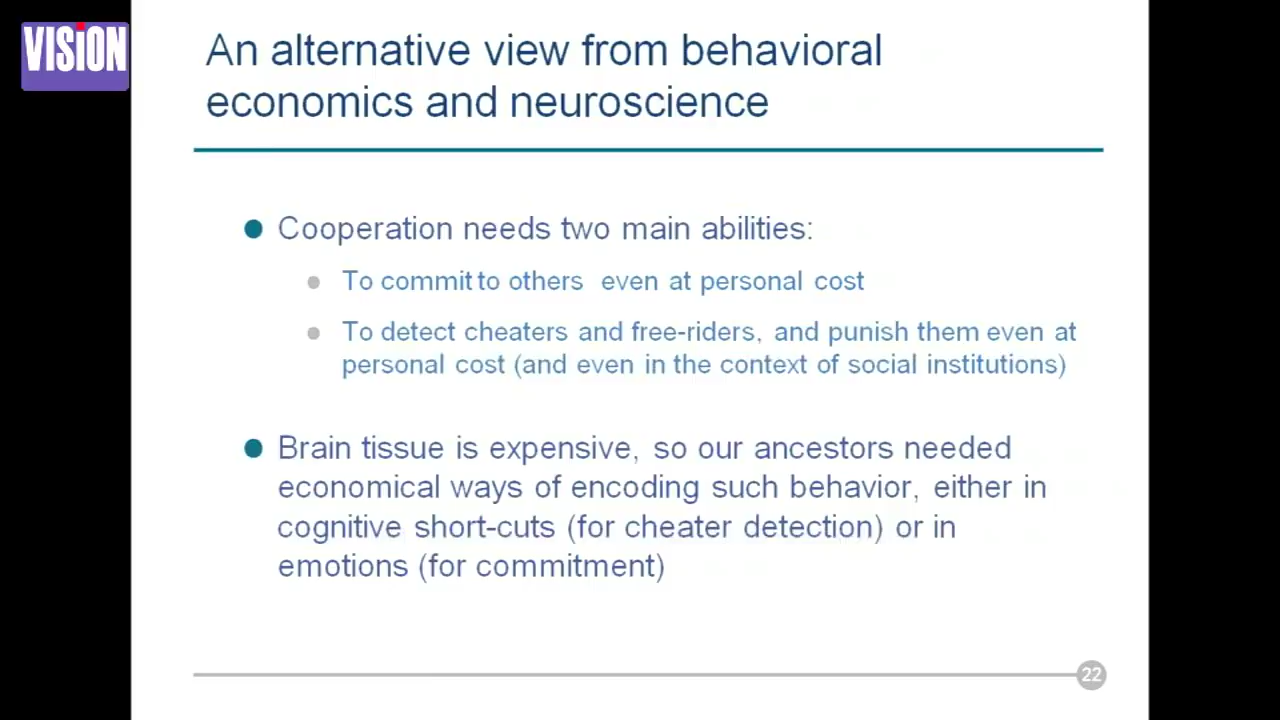 VISION
An alternative view from behavioral
economics and neuroscience
Cooperation needs two main abilities:
To commit to others even at personal cost
To detect cheaters and free-riders, and punish them even at
personal cost (and even in the context of social institutions)
Brain tissue is expensive, so our ancestors needed
economical ways of encoding such behavior, either in
cognitive short-cuts (for cheater detection) or in
emotions (for commitment)
22